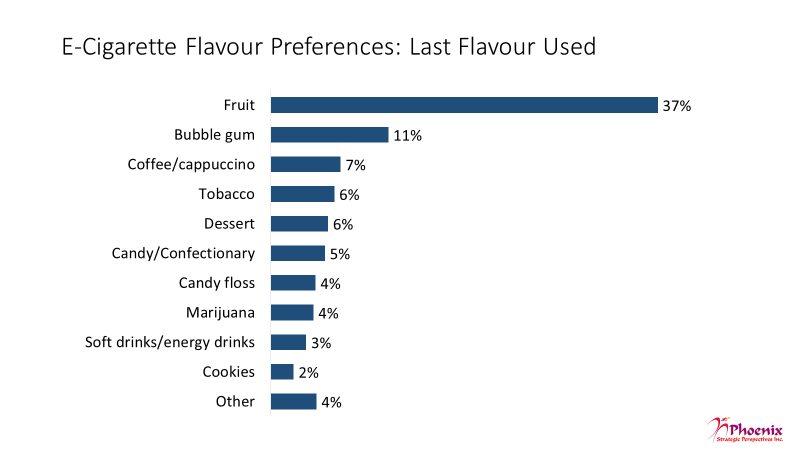 E-Cigarette Flavour Preferences: Last Flavour Used
Fruit 37%
Bubble gum 11%
Coffee/cappuccino 7%
Tobacco 6%
Dessert 6%
Candy/Confectionary 5%
Candy floss 4%
Marijuana 4%
Soft drinks/energy drinks 3%
Cookies 2%
Other 4%
Phoenix
Strategic Perspectives Inc.